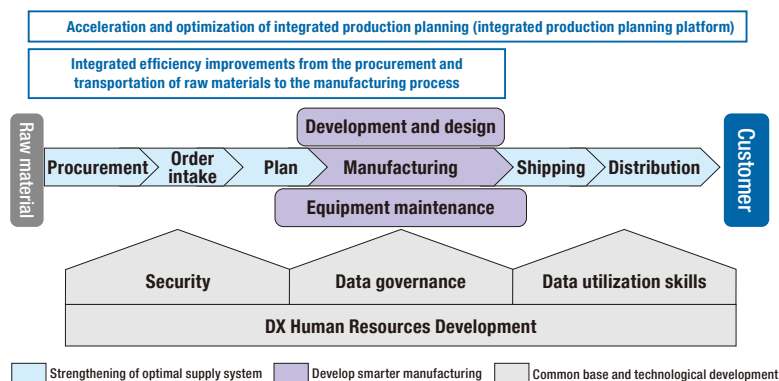 Acceleration and optimization of integrated production planning (integrated production planning platform)
Integrated efficiency improvements from the procurement and
transportation of raw materials to the manufacturing process
Raw material
Development and design
Procurement
Order
intake
Plan
Manufacturing
Shipping
Distribution
Customer
Equipment maintenance
Security
Data governance
Data utilization skills
DX Human Resources Development
Strengthening of optimal supply system
Develop smarter manufacturing
Common base and technological development